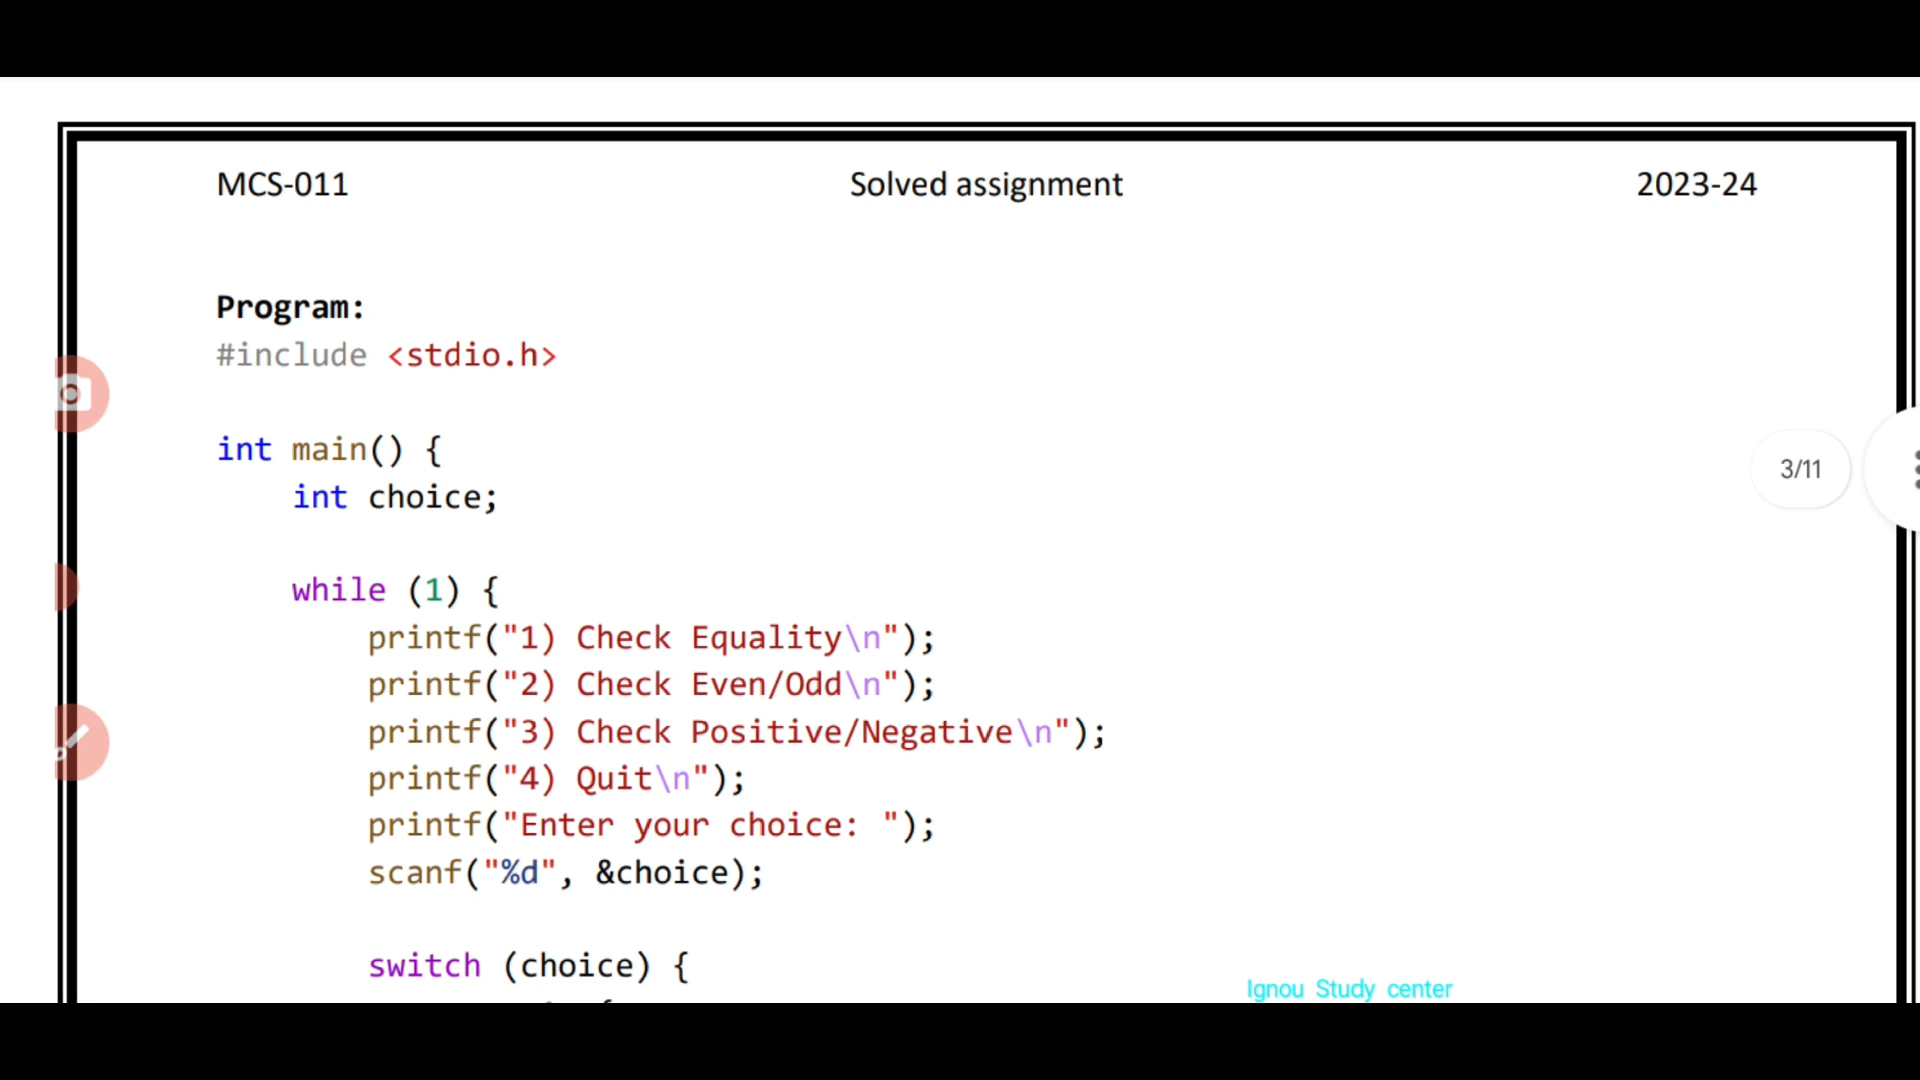 MCS-011 Solved assignment 2023-24
Program:
#include <stdio.h>
int main() {
int choice;
3/11
while (1) {
printf("1) Check Equality\n");
printf("2) Check Even/Odd\n");
printf("3) Check Positive/Negative\n");
printf("4) Quit\n");
printf("Enter your choice: ");
scanf("%d", &choice);
switch (choice) {
Ignou Study center